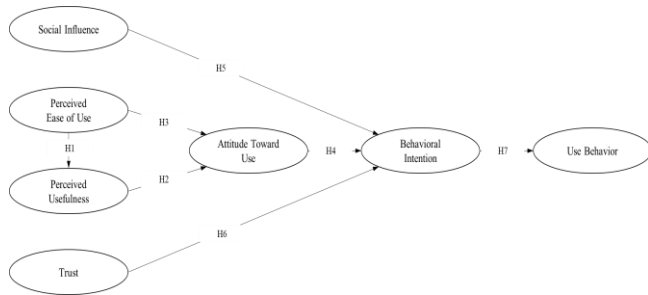 Social Influence
H5
Perceived
Ease of Use
H3
H1
Attitude Toward
Use
H4
Behavioral
Intention
H7
Use Behavior
Perceived
Usefulness
H2
H6
Trust